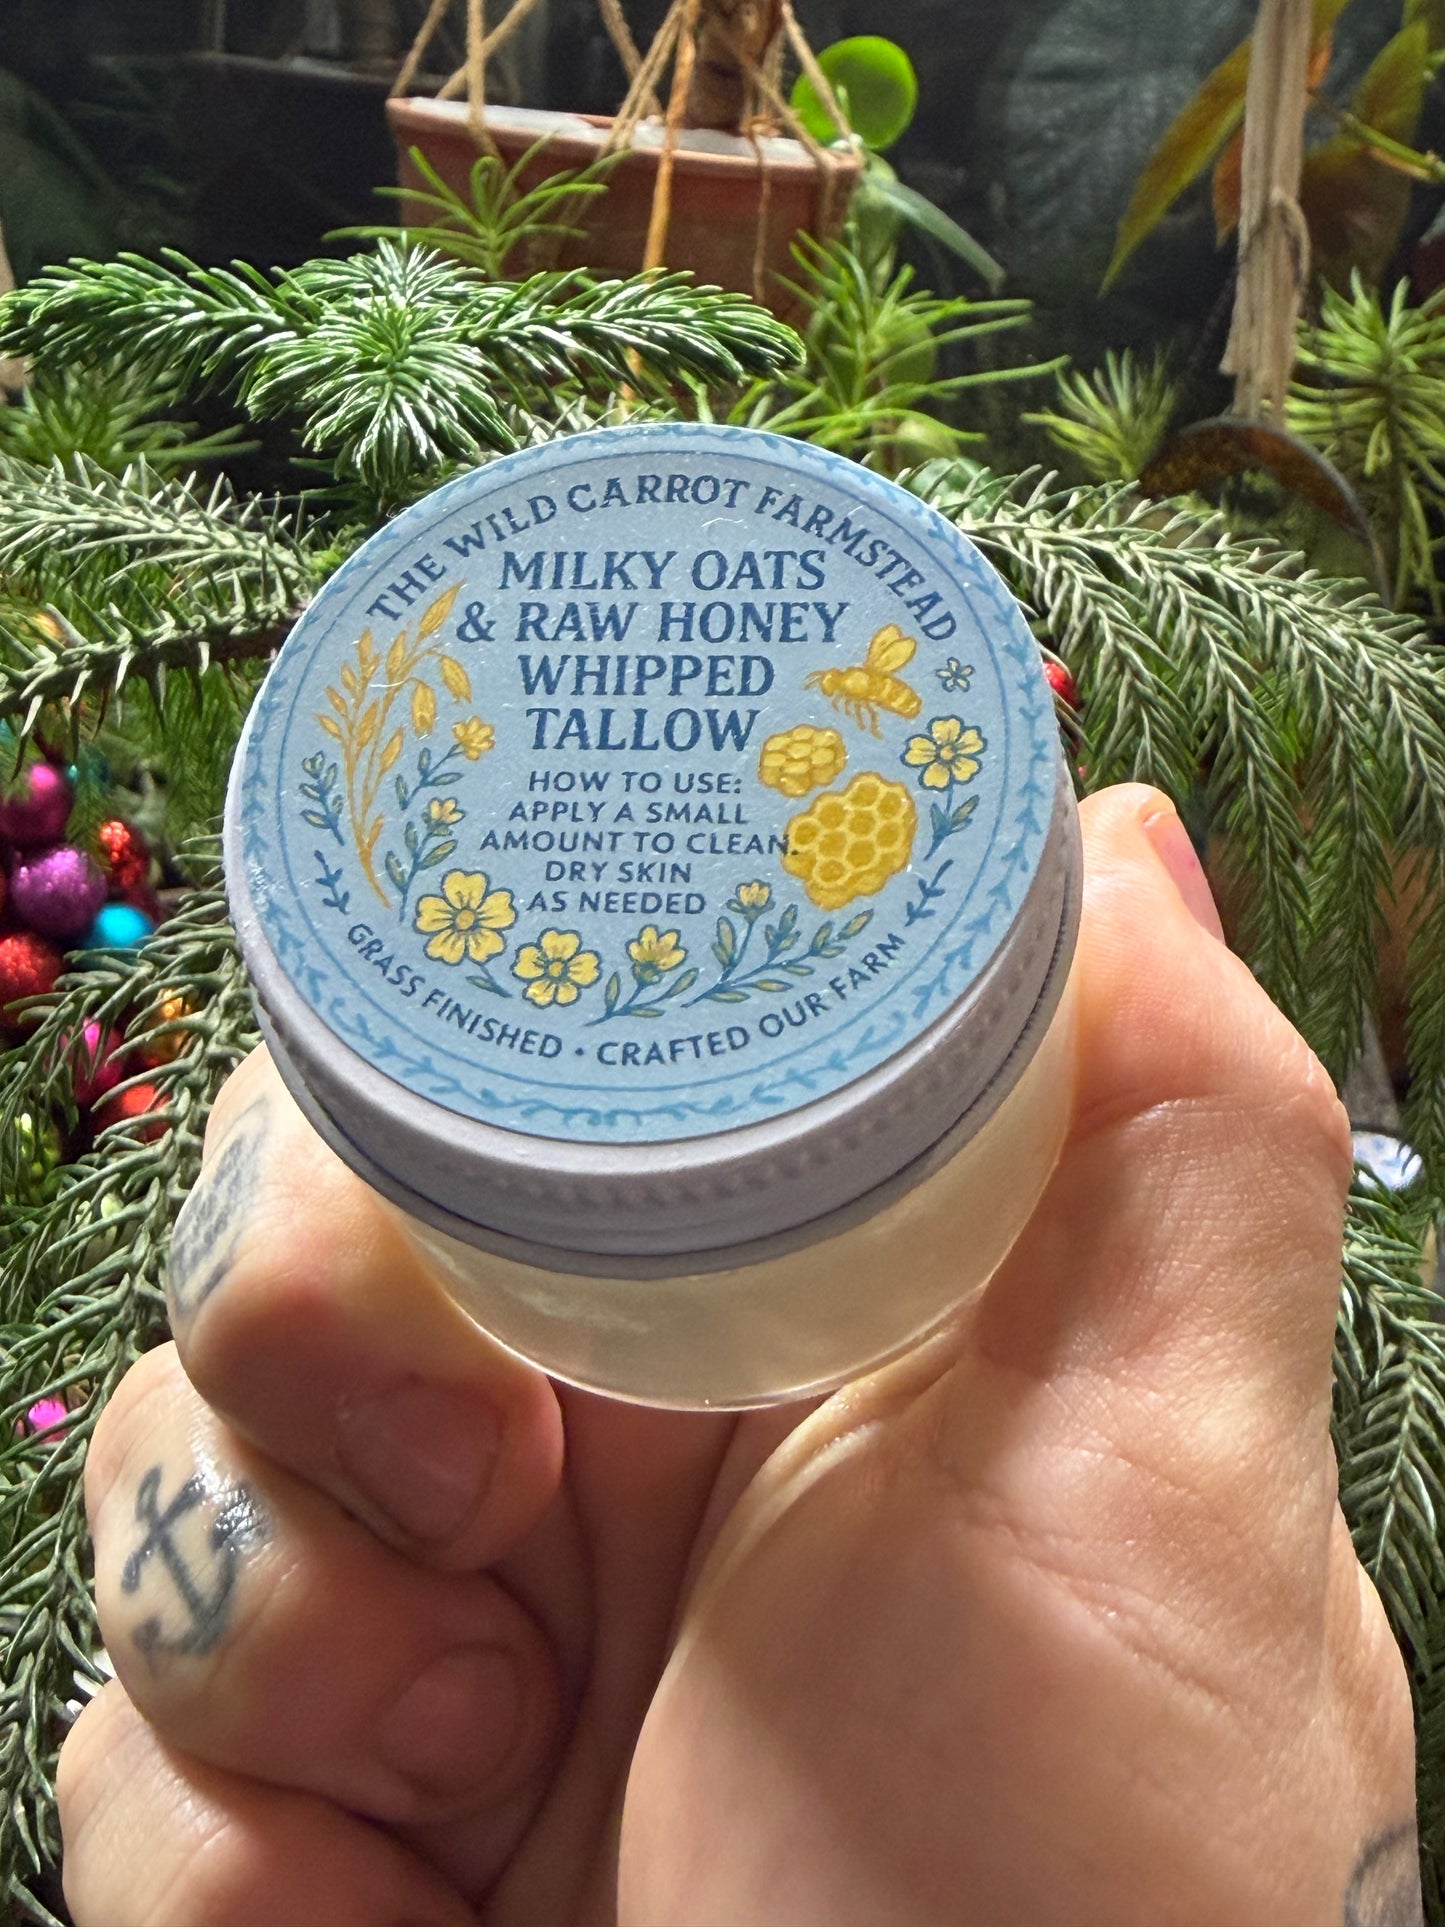 THE WILD CARROT FARMSTEAD
MILKY OATS
& RAW HONEY
WHIPPED
TALLOW
HOW TO USE:
APPLY A SMALL
AMOUNT TO CLEAN.
DRY SKIN
AS NEEDED
GRASS FINISHED • CRAFTED OUR FARM